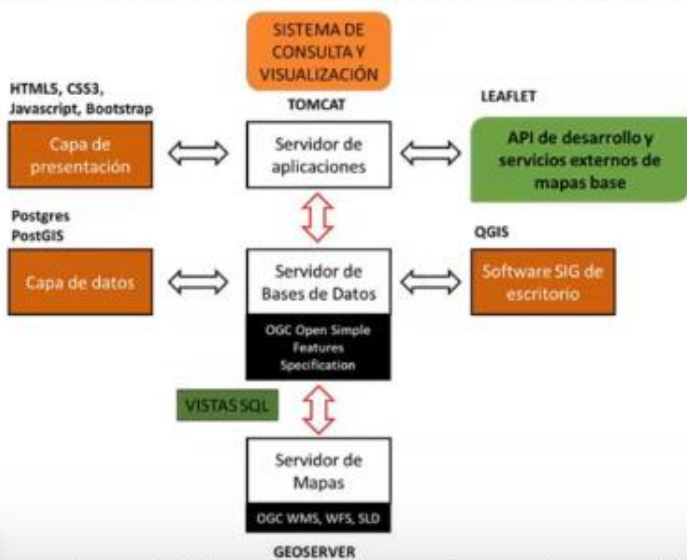 SISTEMA DE
CONSULTA Y
VISUALIZACIÓN
HTML5, CSS3,
Javascript, Bootstrap
TOMCAT
LEAFLET
Capa de
presentación
Servidor de
aplicaciones
API de desarrollo y
servicios externos de
mapas base
Postgres
PostGIS
QGIS
Capa de datos
Servidor de
Bases de Datos
Software SIG de
escritorio
OGC Open Simple
Features
Specification
VISTAS SQL
Servidor de
Mapas
OGC WMS, WFS, SLD
GEOSERVER